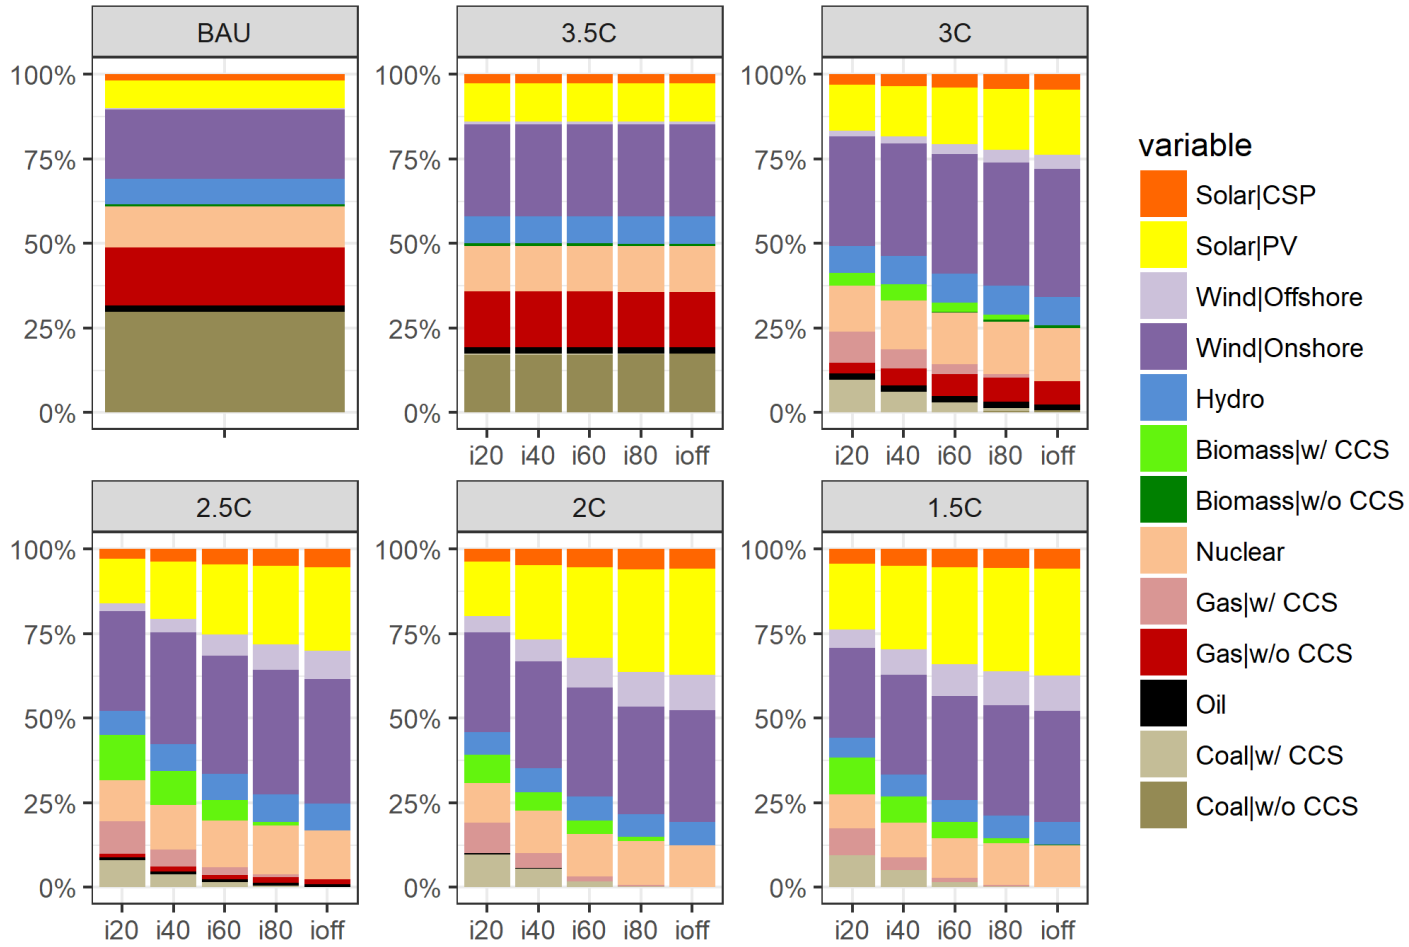 BAU
3.5C
3C
100%
75%
50%
25%
0%
100%
75%
50%
25%
0%
i20 i40 i60 i80 ioff
100%
75%
50%
25%
0%
i20 i40 i60 i80 ioff
2.5C
2C
1.5C
100%
75%
50%
25%
0%
i20 i40 i60 i80 ioff
100%
75%
50%
25%
0%
i20 i40 i60 i80 ioff
100%
75%
50%
25%
0%
i20 i40 i60 i80 ioff
variable
Solar|CSP
Solar|PV
Wind|Offshore
Wind|Onshore
Hydro
Biomass|w/ CCS
Biomass|w/o CCS
Nuclear
Gas|w/ CCS
Gas|w/o CCS
Oil
Coal|w/ CCS
Coal|w/o CCS